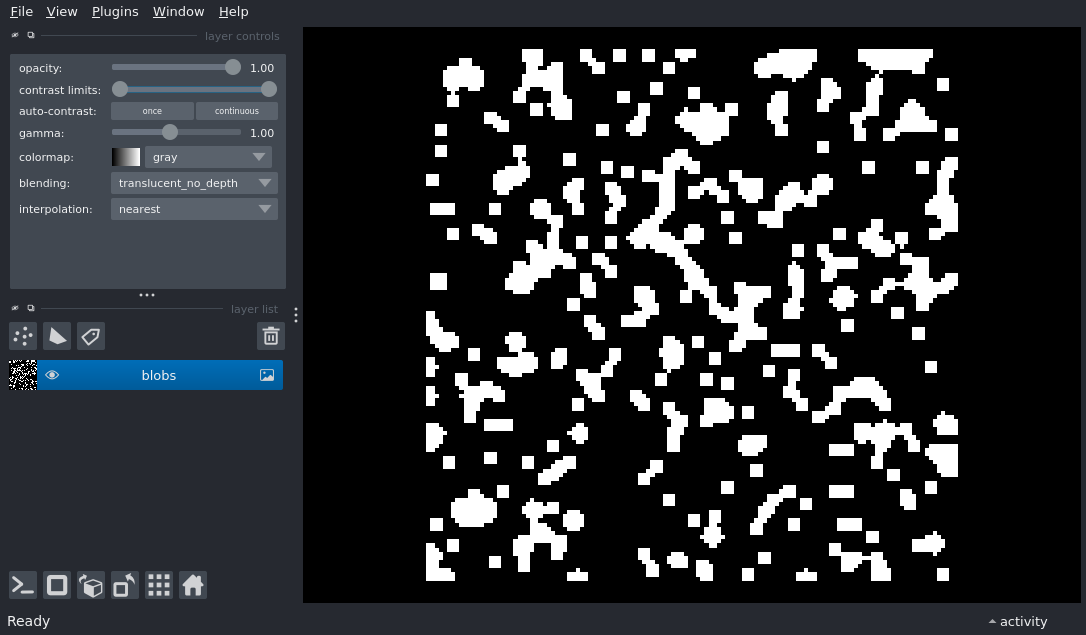 File View Plugins Window Help
layer controls
opacity: 1.00
contrast limits:
auto-contrast: once continuous
gamma: 1.00
colormap: gray
blending: translucent_no_depth
interpolation: nearest
layer list
blobs
Ready activity